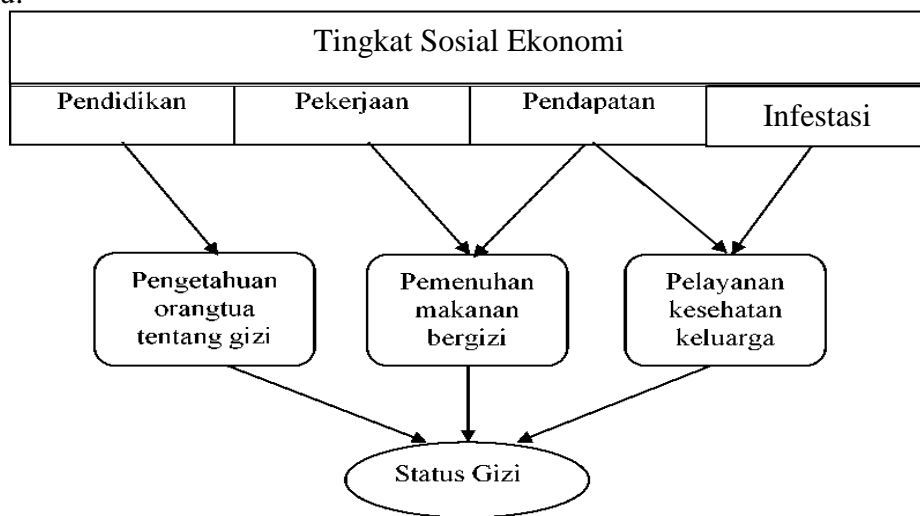 Tingkat Sosial Ekonomi
Pendidikan
Pekerjaan
Pendapatan
Infestasi
Pengetahuan
orangtua
tentang gizi
Pemenuhan
makanan
bergizi
Pelayanan
kesehatan
keluarga
Status Gizi